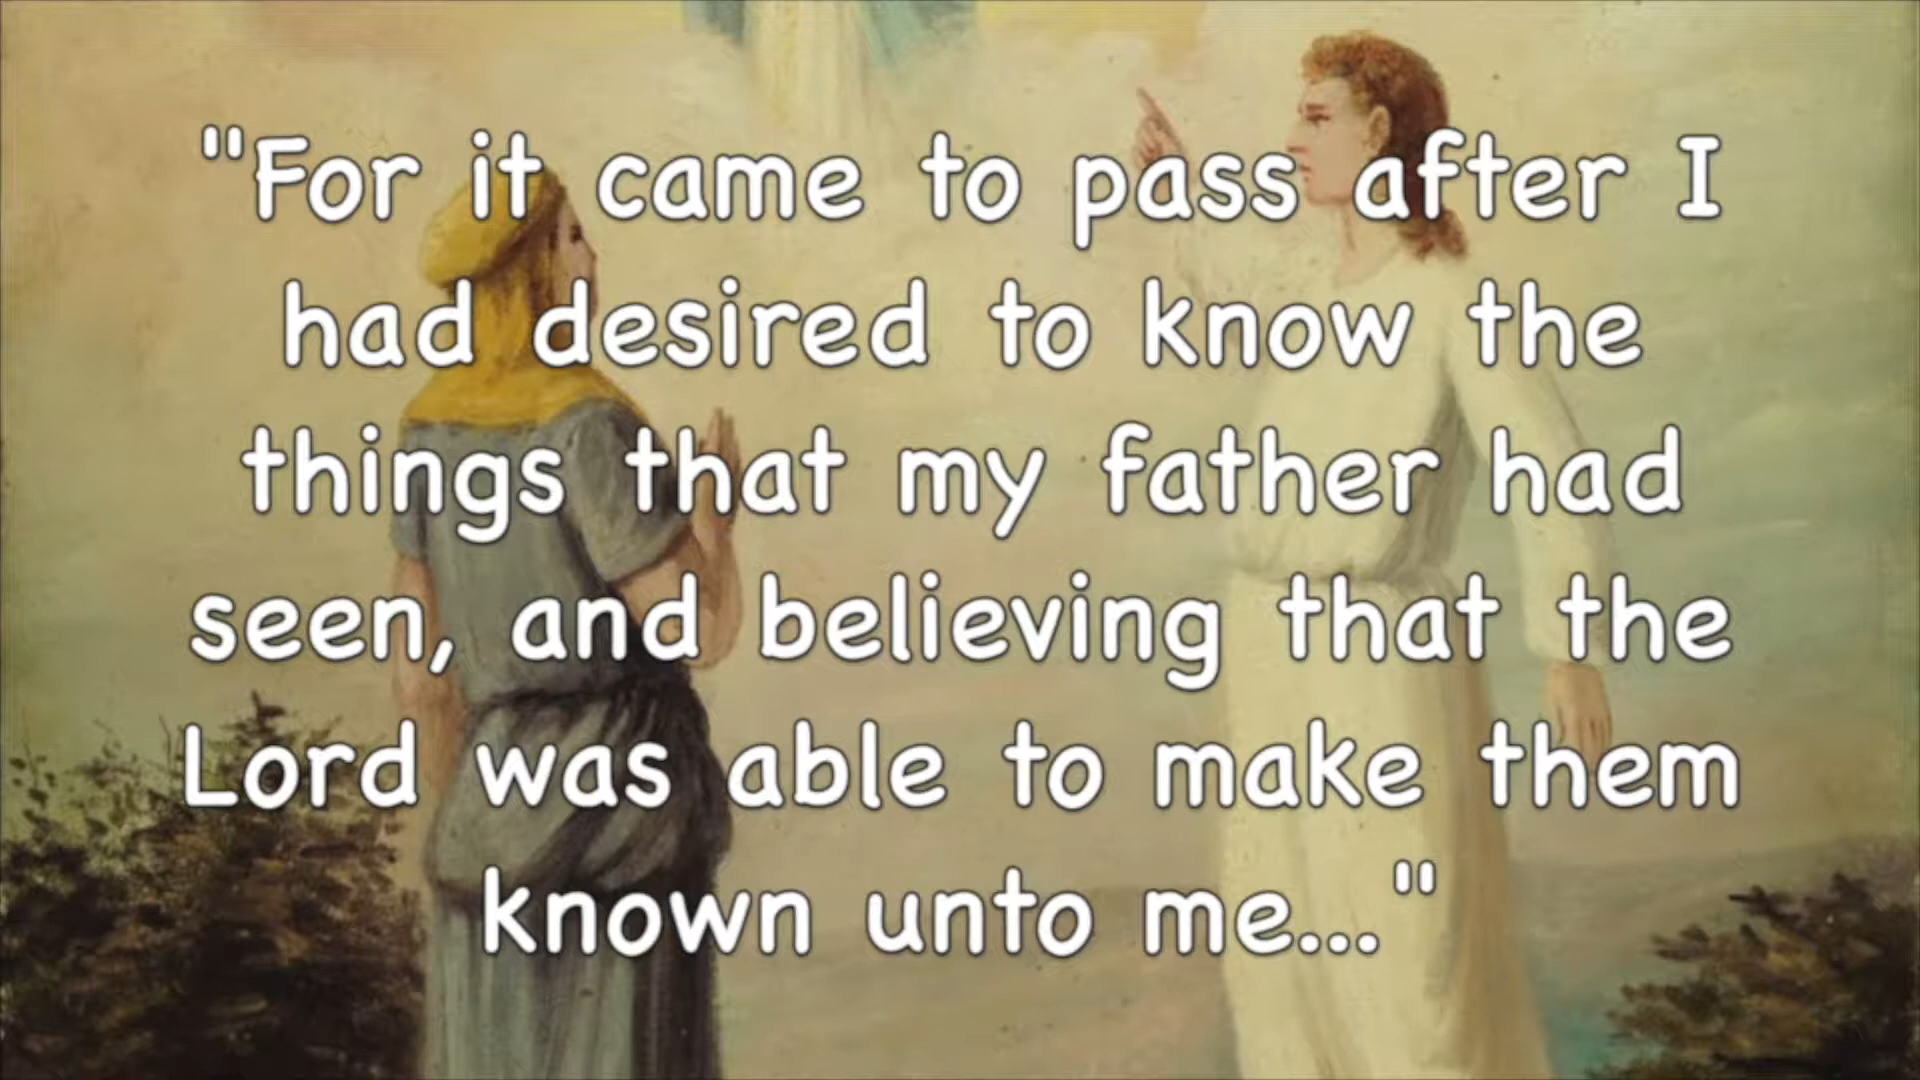 "For it came to pass after I
had desired to know the
things that my father had
seen, and believing that the
Lord was able to make them
known unto me..."